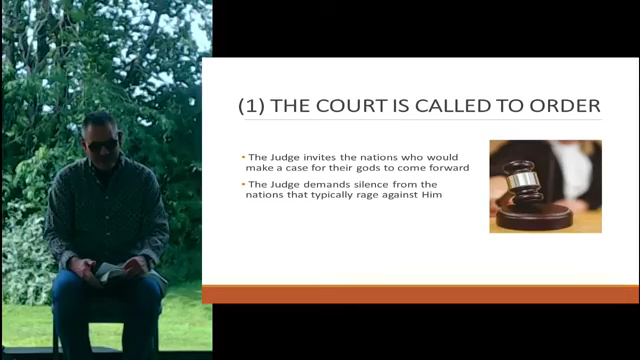 (1) THE COURT IS CALLED TO ORDER
• The Judge invites the nations who would
make a case for their gods to come forward
• The Judge demands silence from the
nations that typically rage against Him